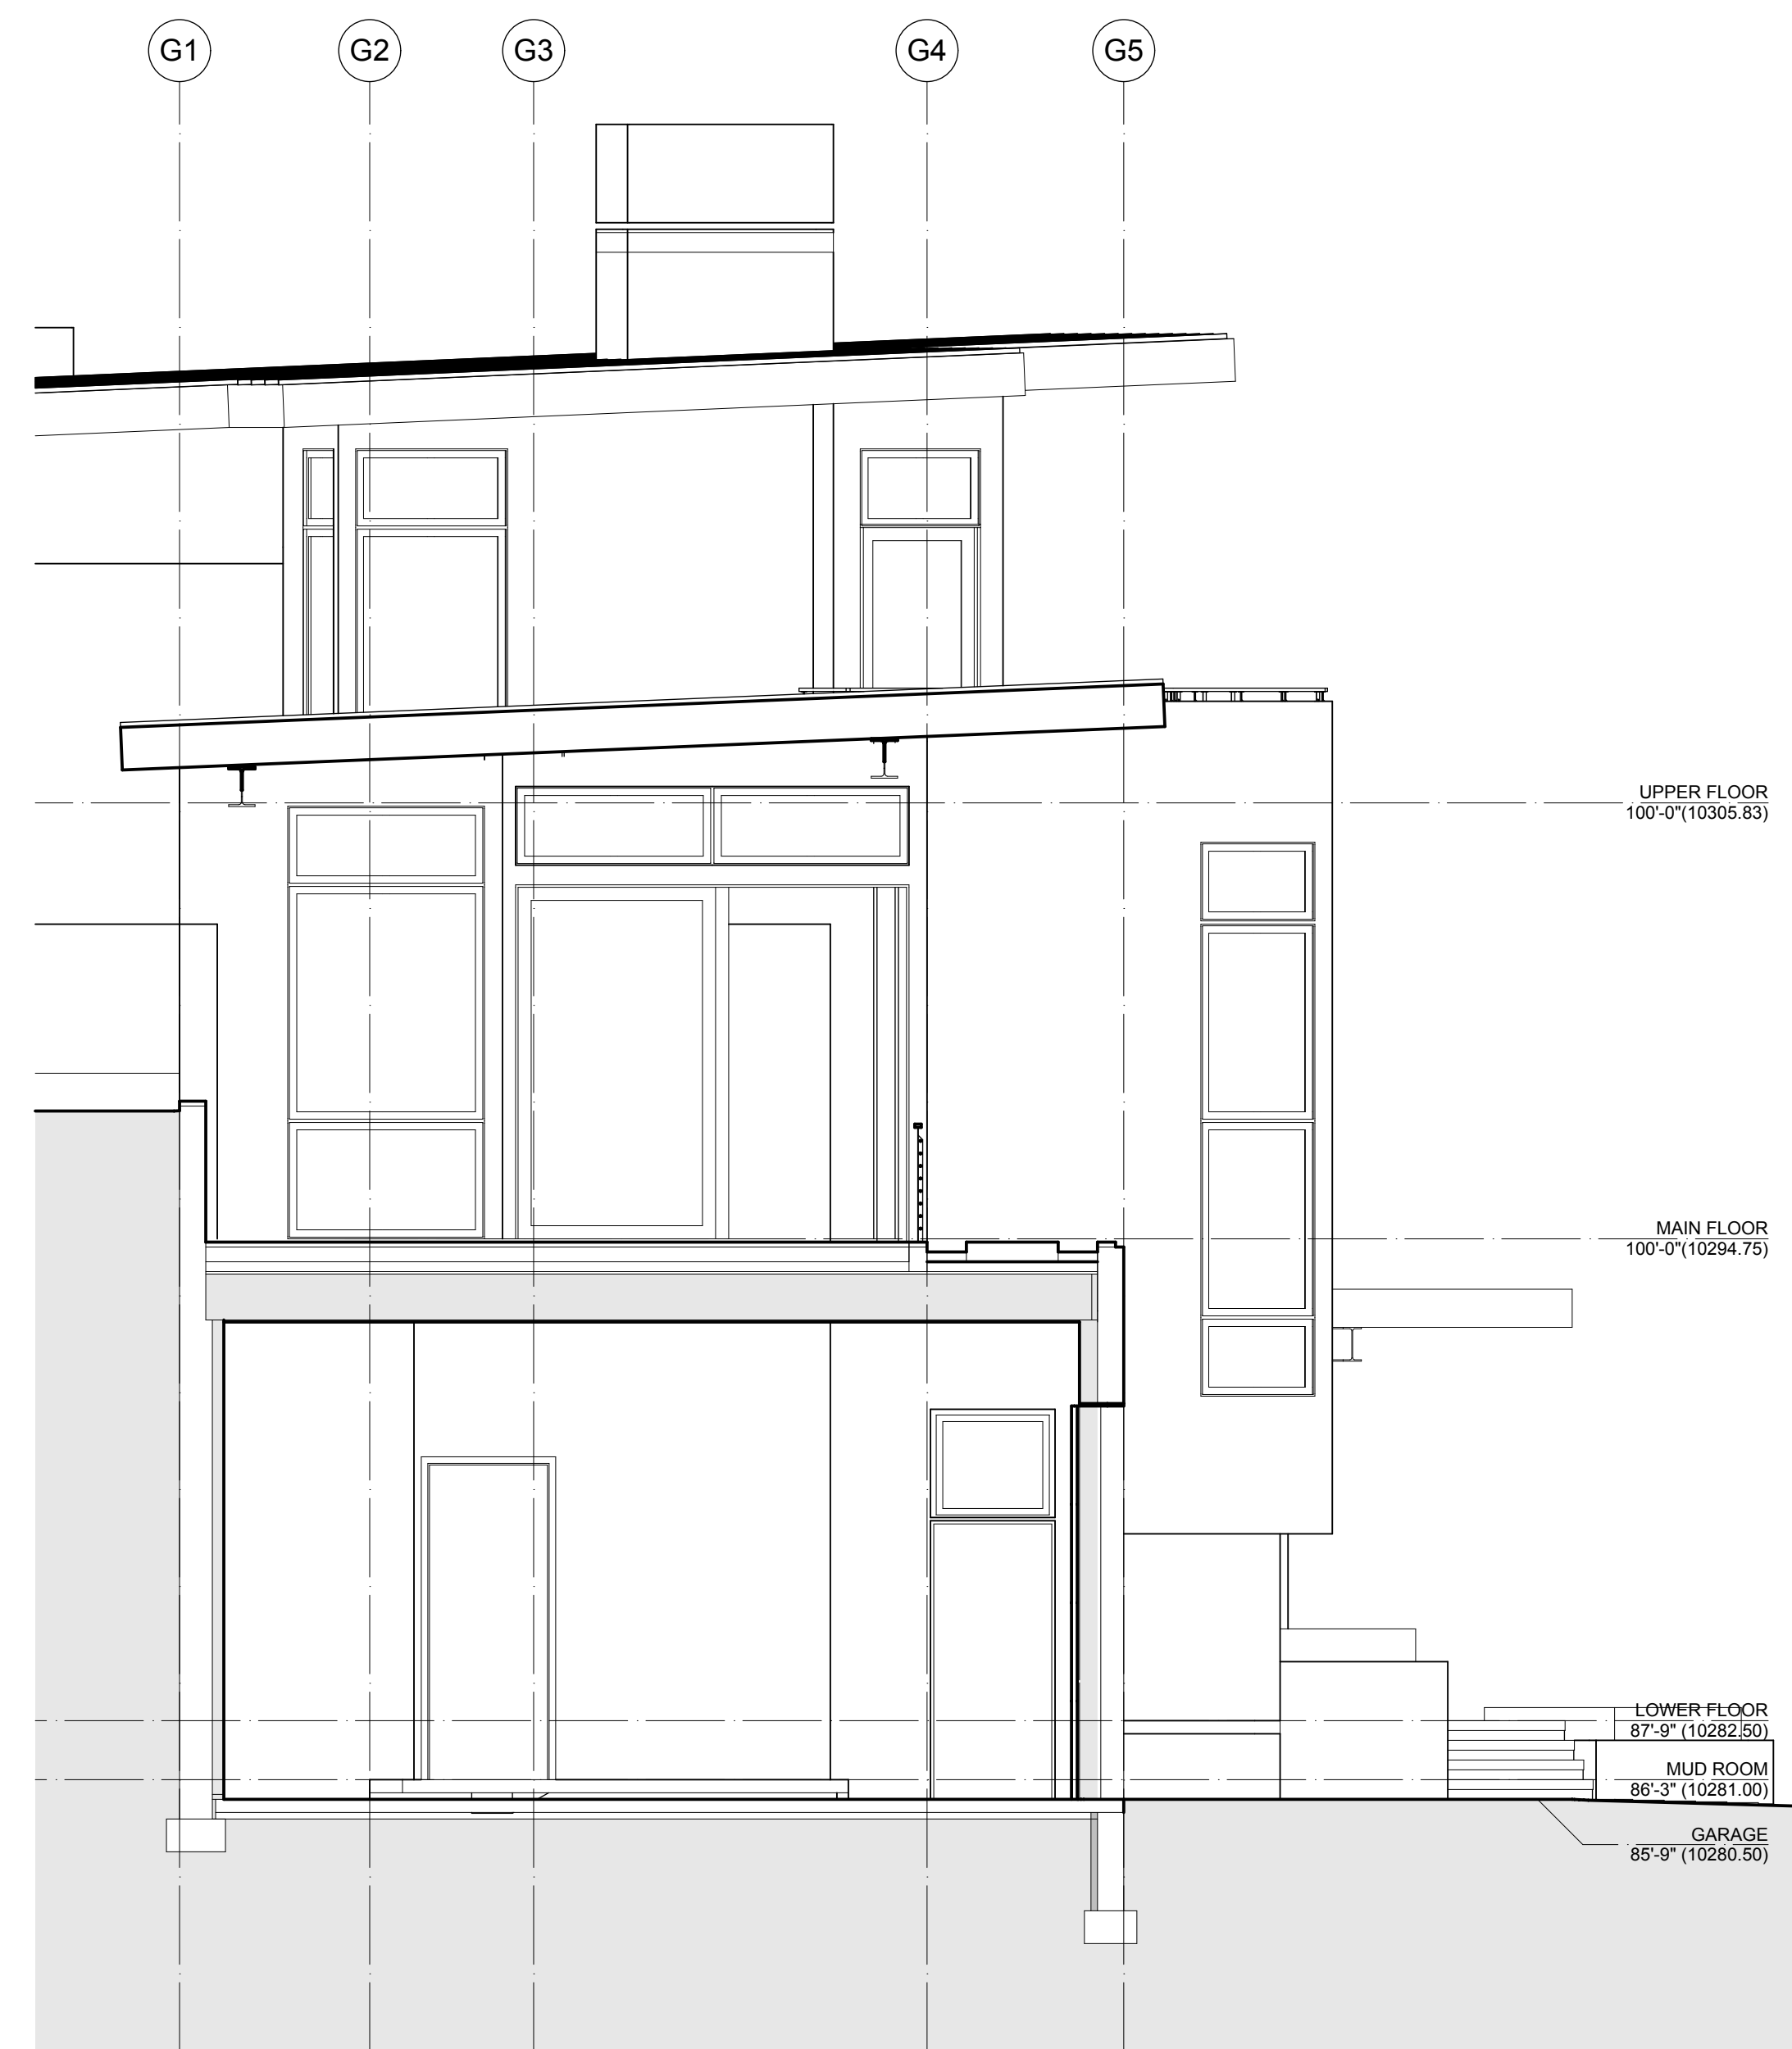 G1 G2 G3 G4 G5
UPPER FLOOR
100'-0"(10305.83)
MAIN FLOOR
100'-0"(10294.75)
LOWER FLOOR
87'-9" (10282.50)
MUD ROOM
86'-3" (10281.00)
GARAGE
85'-9" (10280.50)